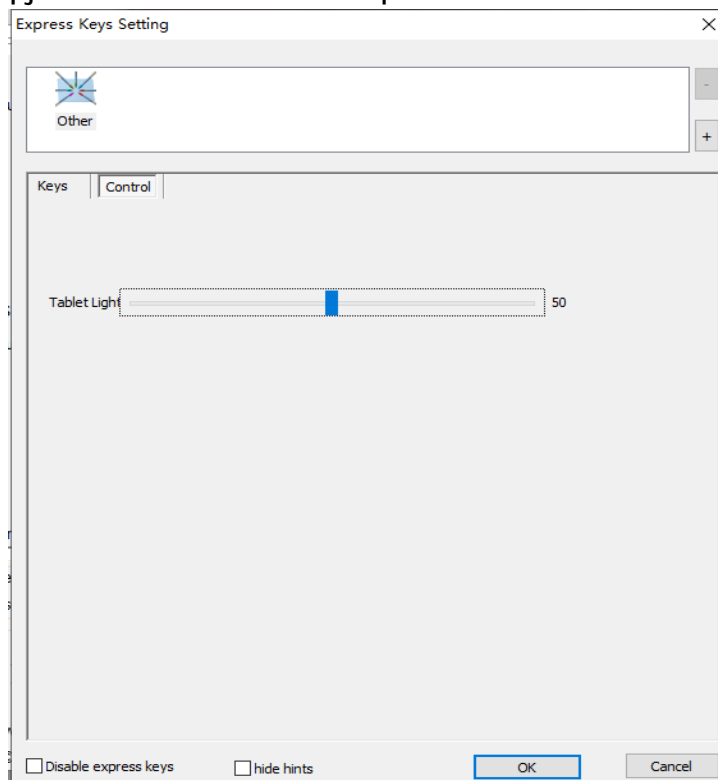 Express Keys Setting
Other
-
+
Keys
Control
Tablet Light
50
Disable express keys
hide hints
OK
Cancel